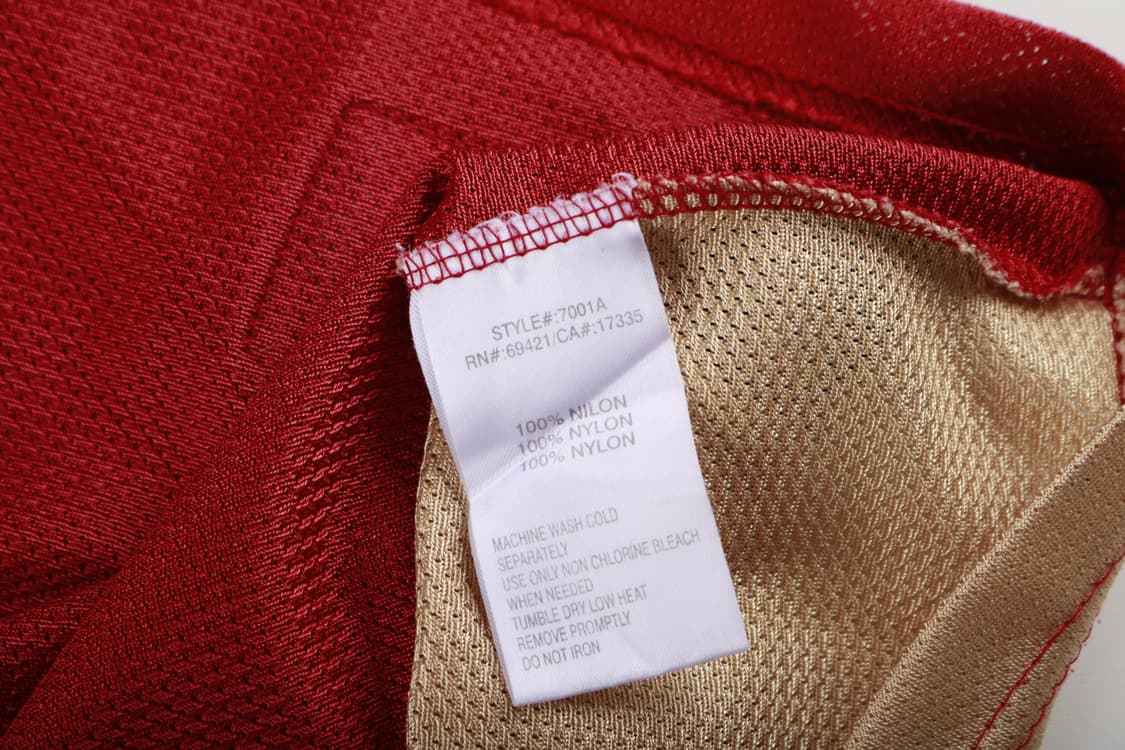 STYLE#:7001A
RN#:69421/CA#:17335
100% NILON
100% NYLON
100% NYLON
MACHINE WASH COLD
SEPARATELY
USE ONLY NON CHLORINE BLEACH
WHEN NEEDED
TUMBLE DRY LOW HEAT
REMOVE PROMPTLY
DO NOT IRON